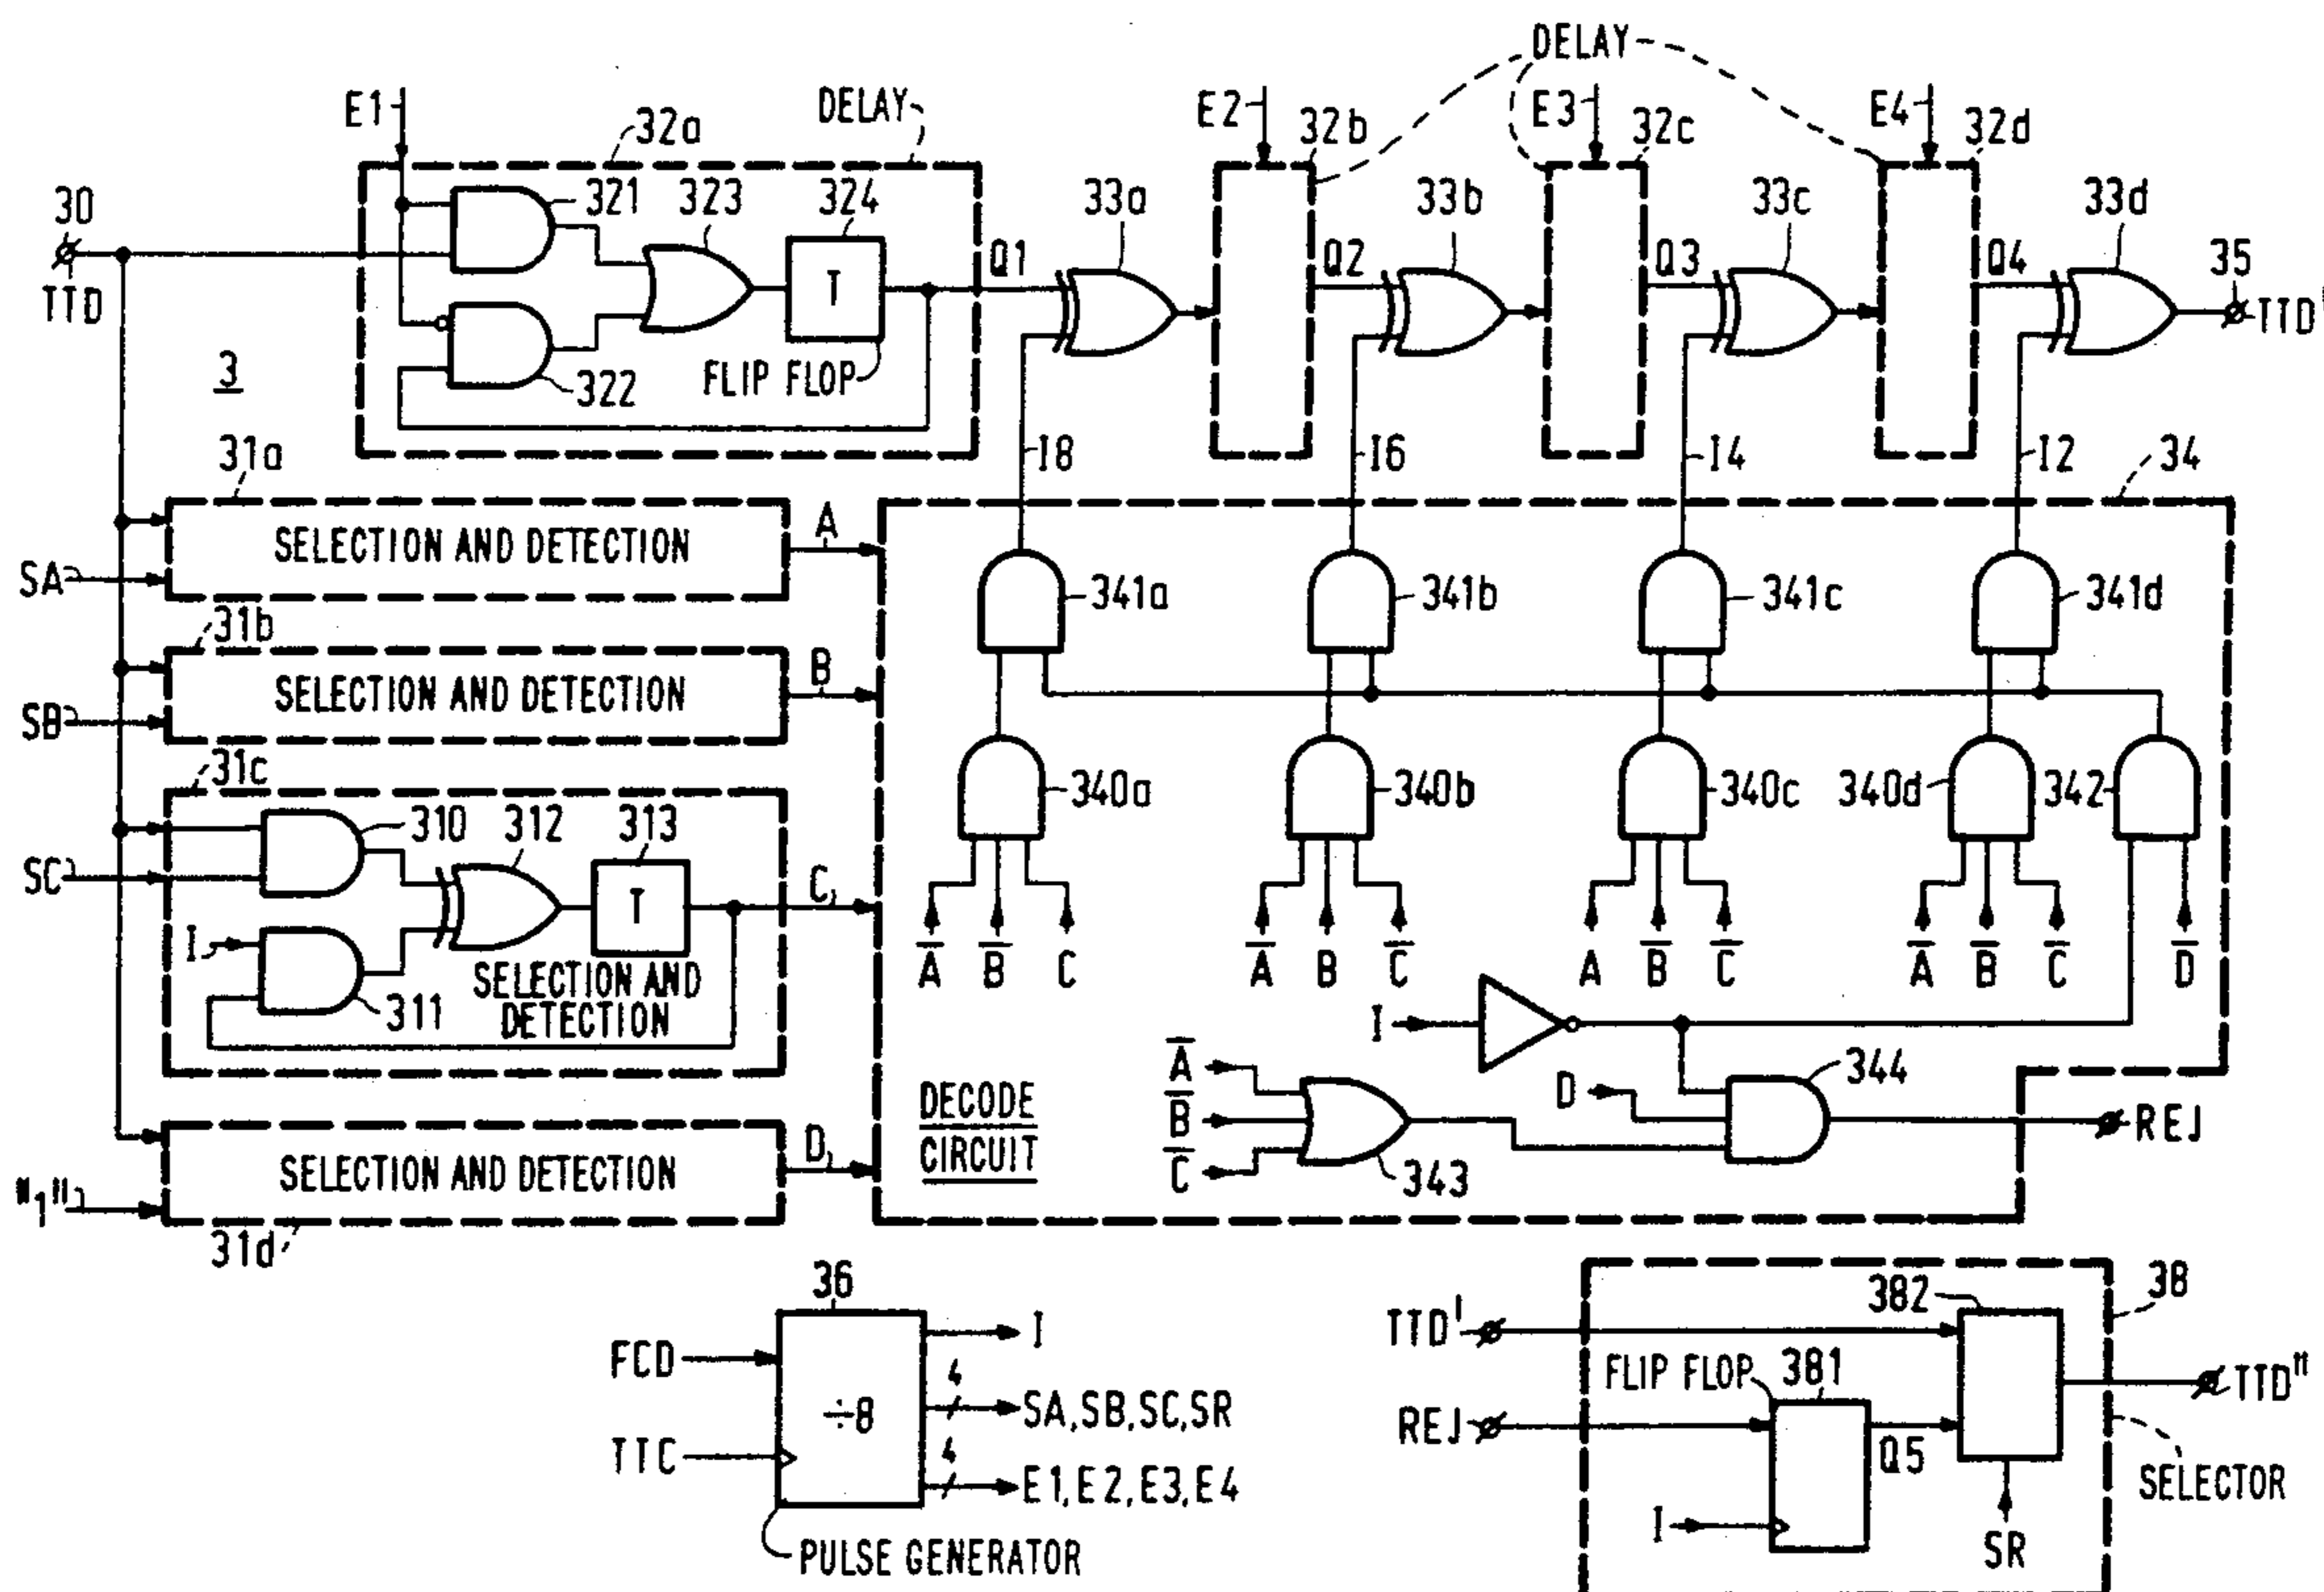 DELAY
E1
32a
DELAY
E2
32b
E3
32c
E4
32d
30
TTD
321
323
324
T
FLIP FLOP
322
Q1
33a
Q2
33b
Q3
33c
Q4
33d
35
TTD'
3
I8
I6
I4
I2
34
31a
SELECTION AND DETECTION
A
SA
31b
SELECTION AND DETECTION
B
SB
31c
310
312
313
T
SC
C
I
311
SELECTION AND
DETECTION
SELECTION AND DETECTION
D
"1"
31d
341a
341b
341c
341d
340a
340b
340c
340d
342
A̅ B̅ C
A̅ B C̅
A B̅ C̅
A̅ B̅ C̅
D̅
I
A̅
B̅
C̅
343
D
344
REJ
DECODE
CIRCUIT
36
FCD
TTC
÷8
I
4
SA, SB, SC, SR
4
E1, E2, E3, E4
PULSE GENERATOR
TTD'
382
38
FLIP FLOP
381
REJ
Q5
TTD"
I
SR
SELECTOR